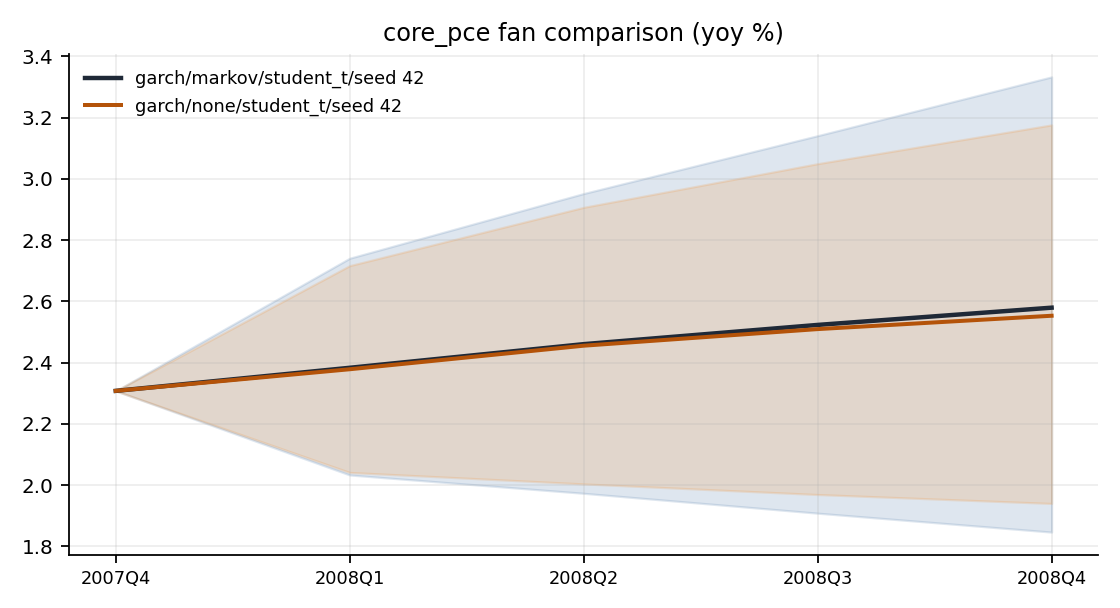 core_pce fan comparison (yoy %)
3.4
3.2
3.0
2.8
2.6
2.4
2.2
2.0
1.8
garch/markov/student_t/seed 42
garch/none/student_t/seed 42
2007Q4 2008Q1 2008Q2 2008Q3 2008Q4